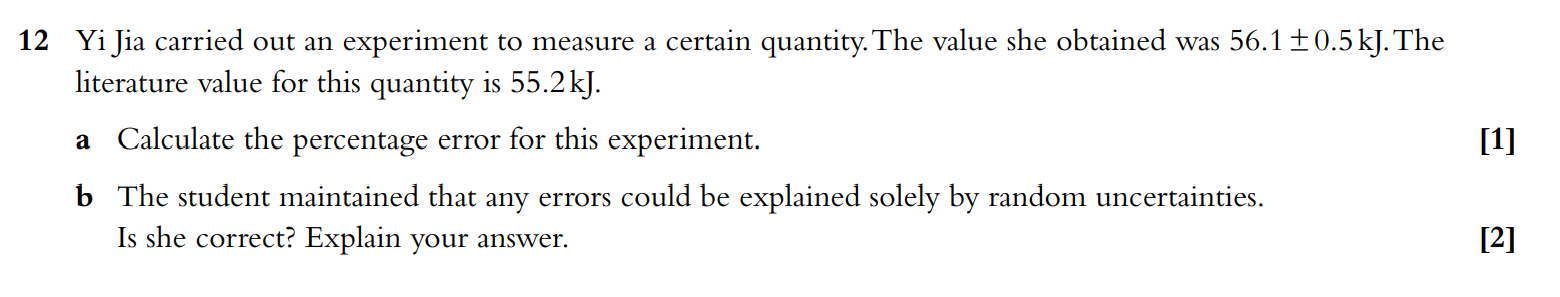 12 Yi Jia carried out an experiment to measure a certain quantity. The value she obtained was 56.1 ± 0.5 kJ. The
literature value for this quantity is 55.2 kJ.
a Calculate the percentage error for this experiment. [1]
b The student maintained that any errors could be explained solely by random uncertainties.
Is she correct? Explain your answer. [2]